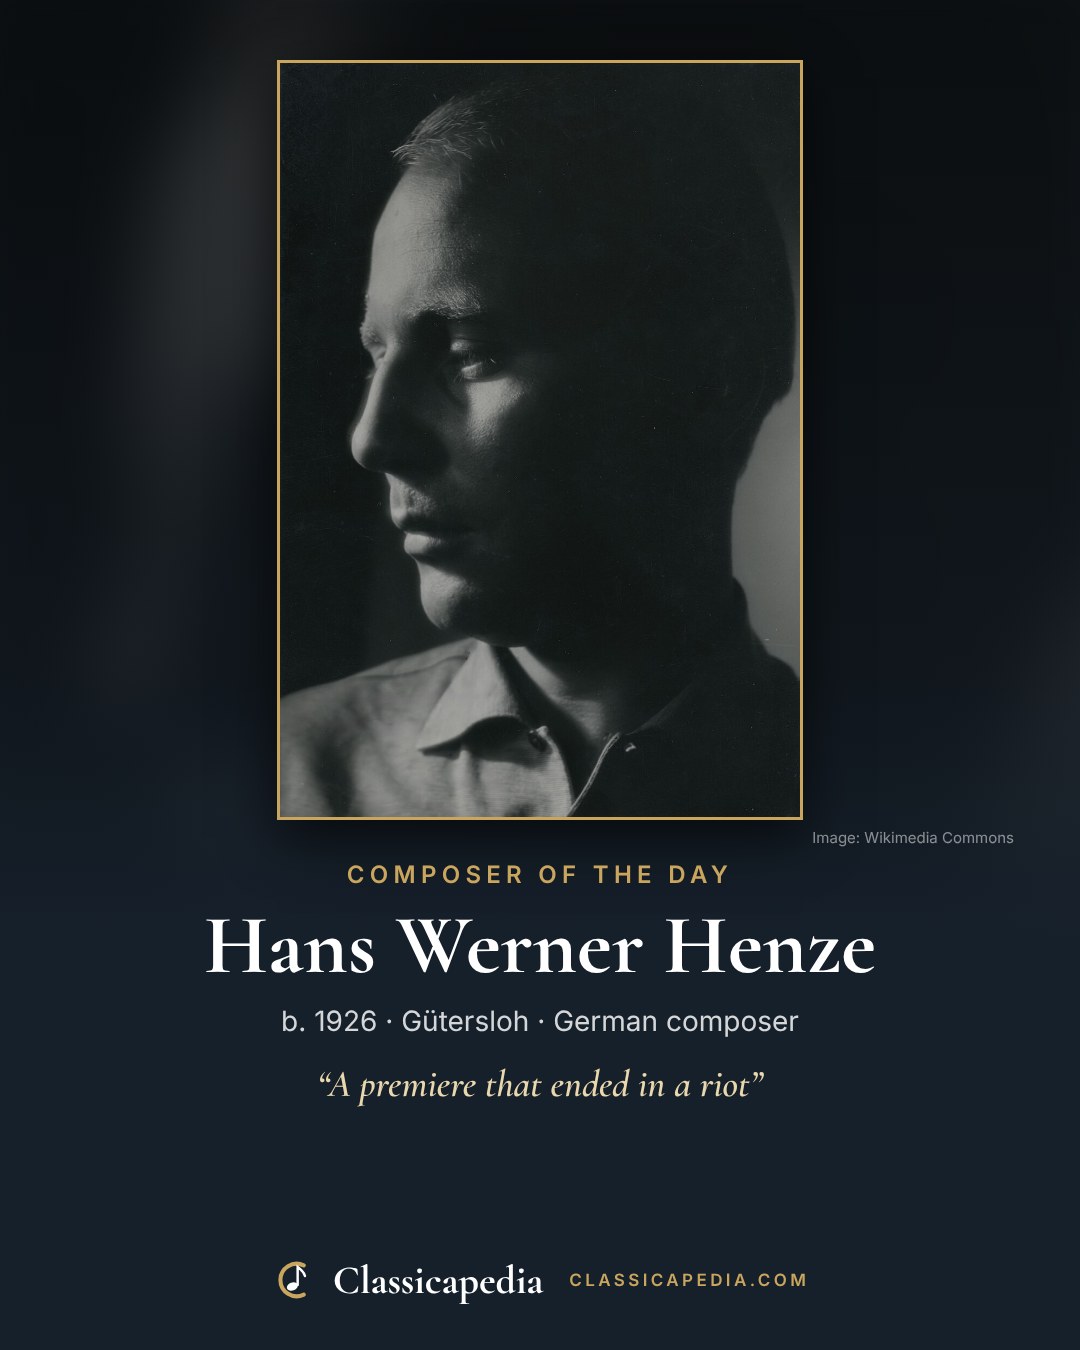 Image: Wikimedia Commons
COMPOSER OF THE DAY
Hans Werner Henze
b. 1926 · Gütersloh · German composer
“A premiere that ended in a riot”
Classicapedia CLASSICAPEDIA.COM